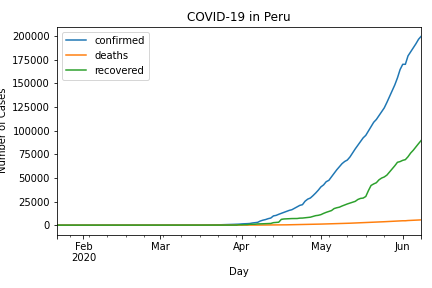 COVID-19 in Peru
confirmed
deaths
recovered
200000
175000
150000
125000
100000
75000
50000
25000
0
Number of Cases
Feb Mar Apr May Jun
2020
Day